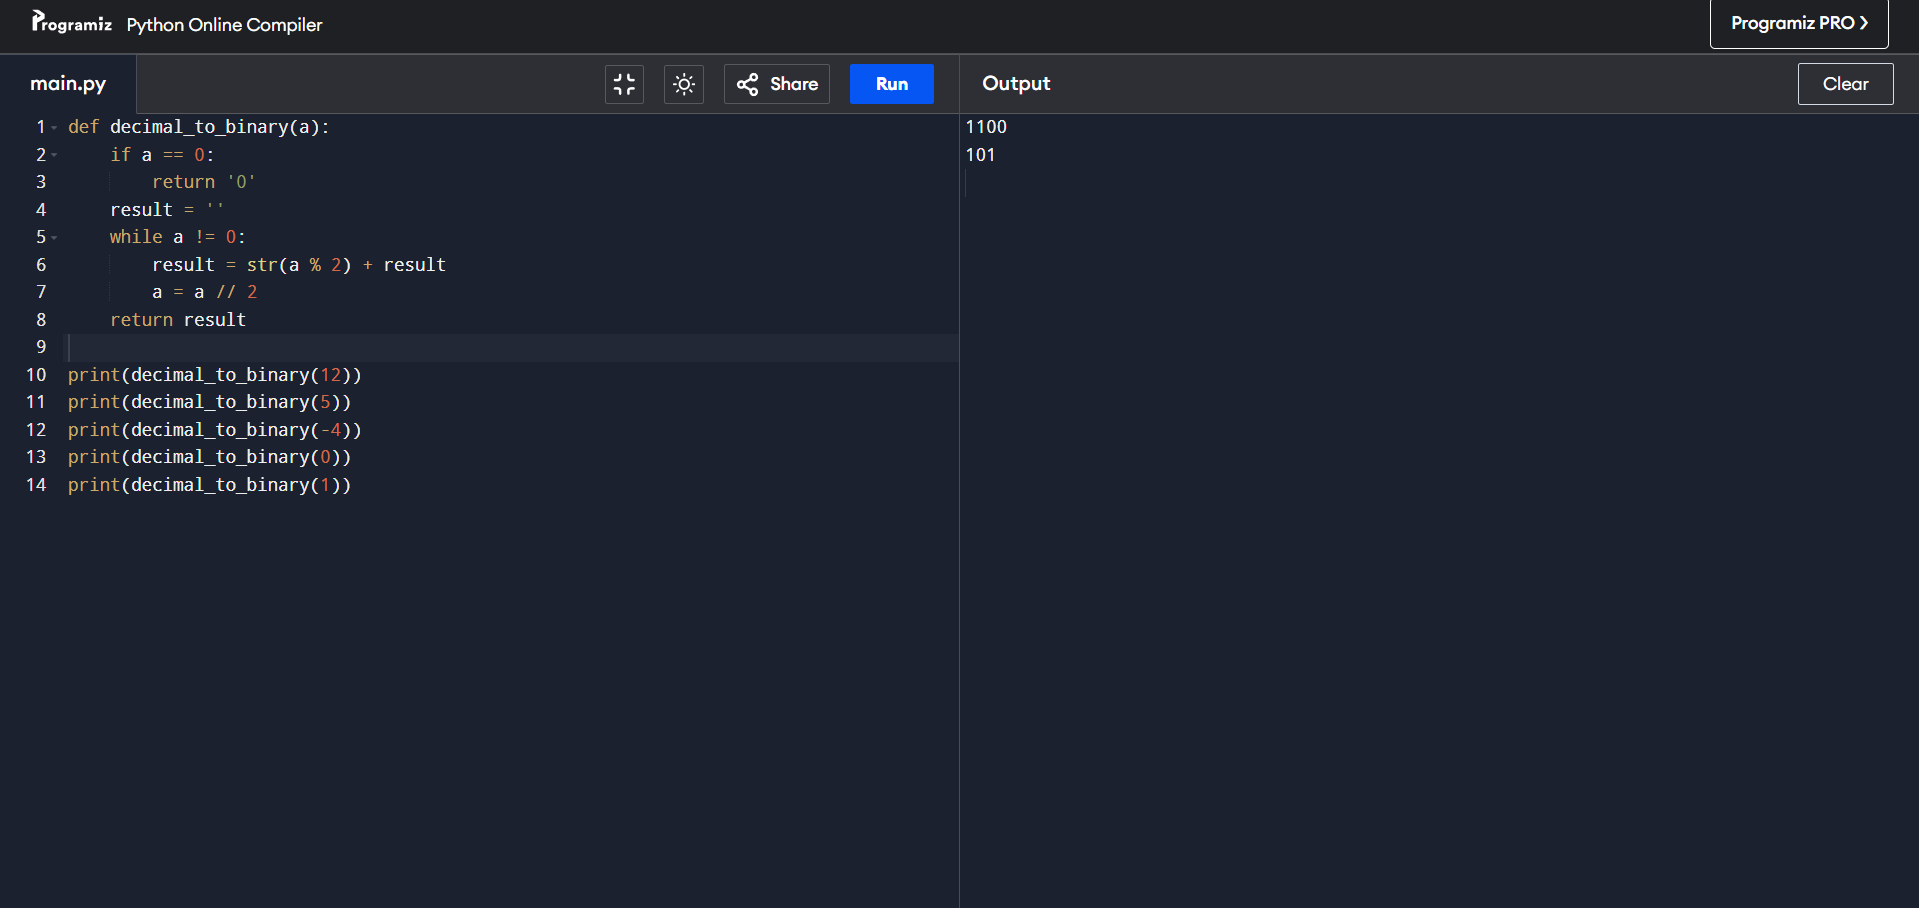 Programiz Python Online Compiler
Programiz PRO
main.py
Share
Run
Output
Clear
1 def decimal_to_binary(a):
2     if a == 0:
3         return '0'
4     result = ''
5     while a != 0:
6         result = str(a % 2) + result
7         a = a // 2
8     return result
9
10 print(decimal_to_binary(12))
11 print(decimal_to_binary(5))
12 print(decimal_to_binary(-4))
13 print(decimal_to_binary(0))
14 print(decimal_to_binary(1))
1100
101